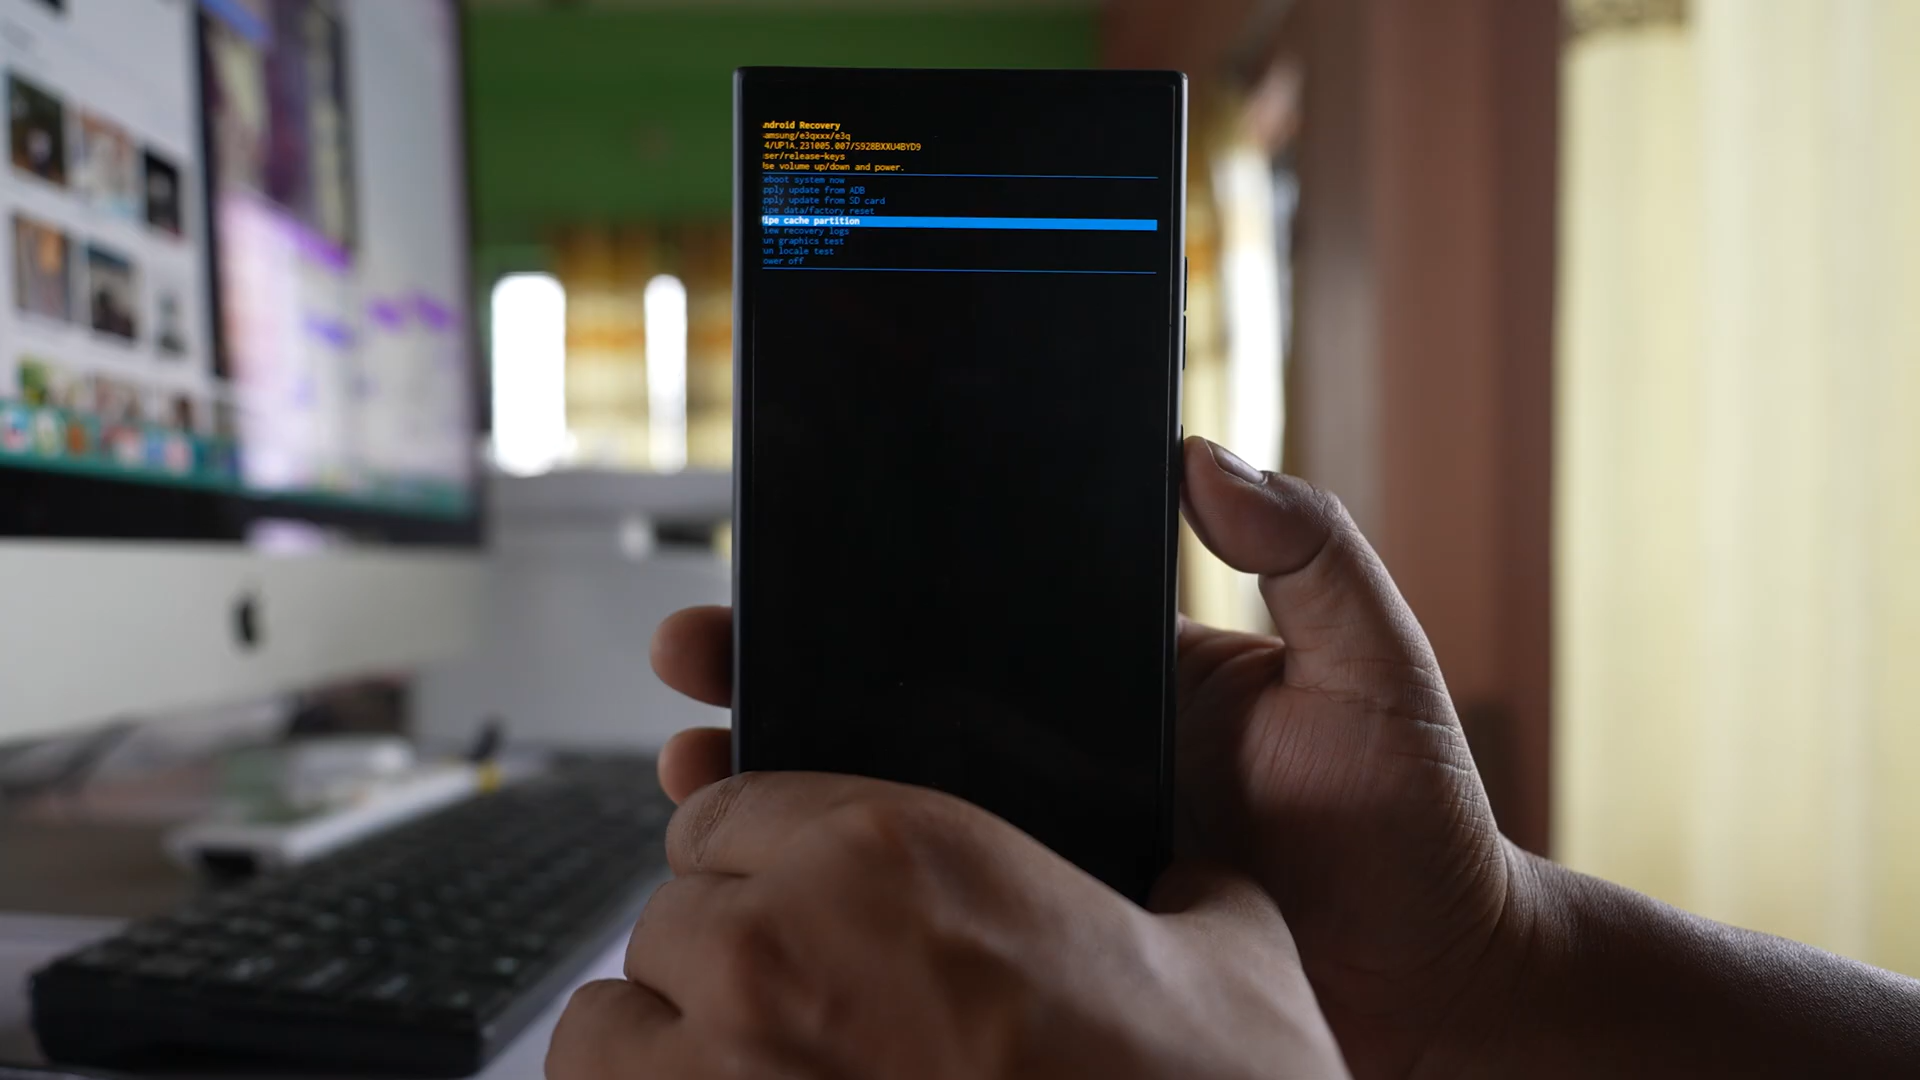 ndroid Recovery
amsung/e3qxxx/e3q
4/UP1A.231005.007/S928BXXU4BYD9
ser/release-keys
se volume up/down and power.
eboot system now
pply update from ADB
pply update from SD card
ipe data/factory reset
ipe cache partition
iew recovery logs
un graphics test
un locale test
ower off